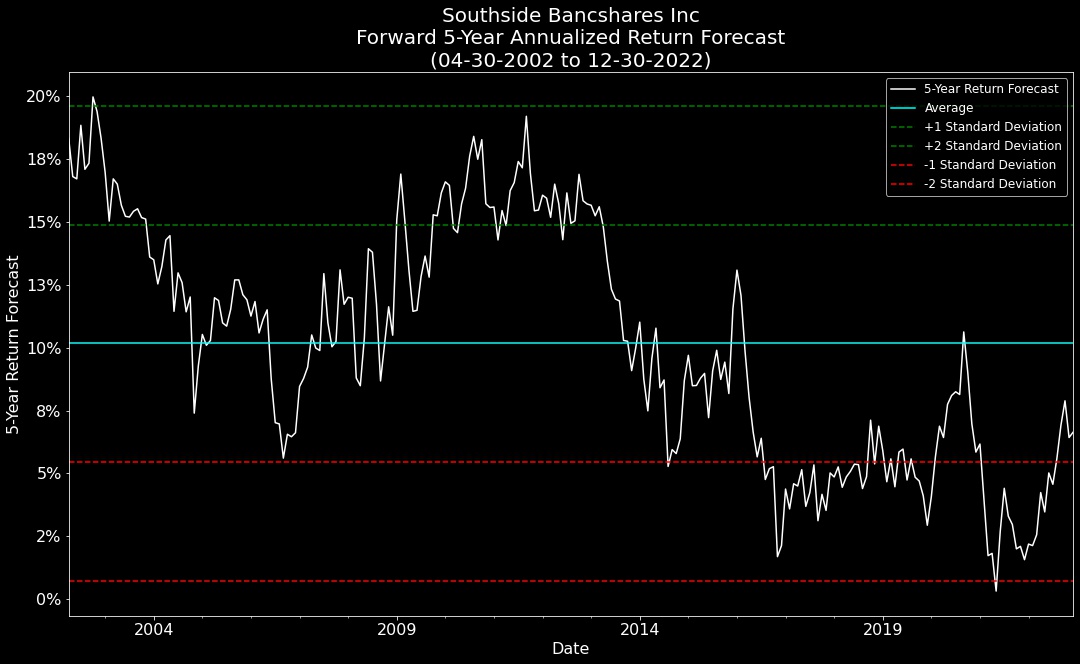 Southside Bancshares Inc
Forward 5-Year Annualized Return Forecast
(04-30-2002 to 12-30-2022)
5-Year Return Forecast
Average
+1 Standard Deviation
+2 Standard Deviation
-1 Standard Deviation
-2 Standard Deviation
20%
18%
15%
13%
10%
8%
5%
2%
0%
5-Year Return Forecast
2004
2009
2014
2019
Date